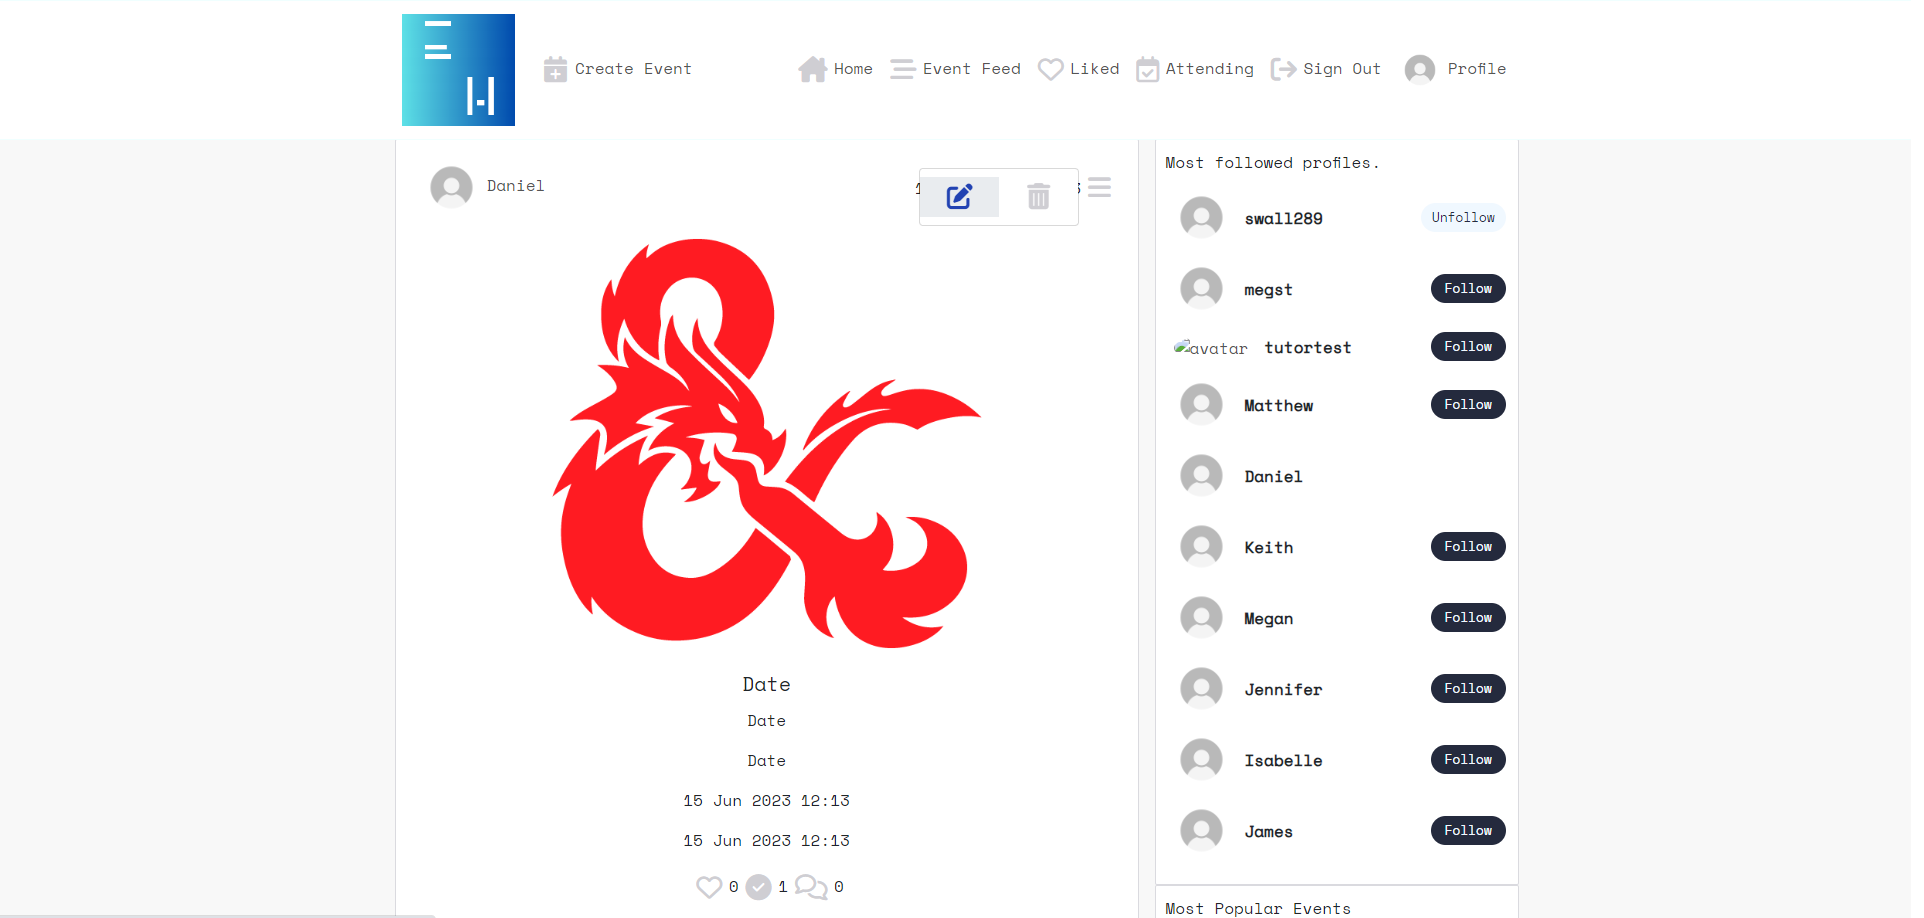 Create Event
Home
Event Feed
Liked
Attending
Sign Out
Profile
Daniel
Date
Date
Date
15 Jun 2023 12:13
15 Jun 2023 12:13
0 1 0
Most followed profiles.
swall289 Unfollow
megst Follow
avatar tutortest Follow
Matthew Follow
Daniel
Keith Follow
Megan Follow
Jennifer Follow
Isabelle Follow
James Follow
Most Popular Events